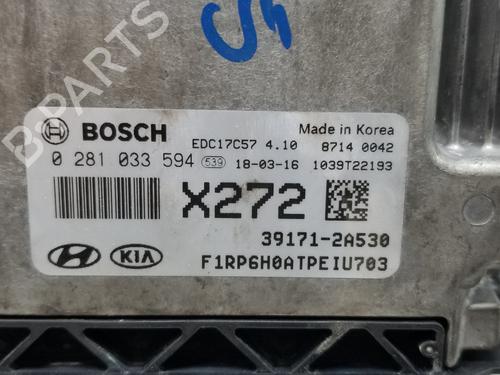 B-PARTS
BOSCH
EDC17C57 4.10
Made in Korea
8714 0042
0 281 033 594 539 18-03-16 1039T22193
X272
39171-2A530
KIA
F1RP6H0ATPEIU703